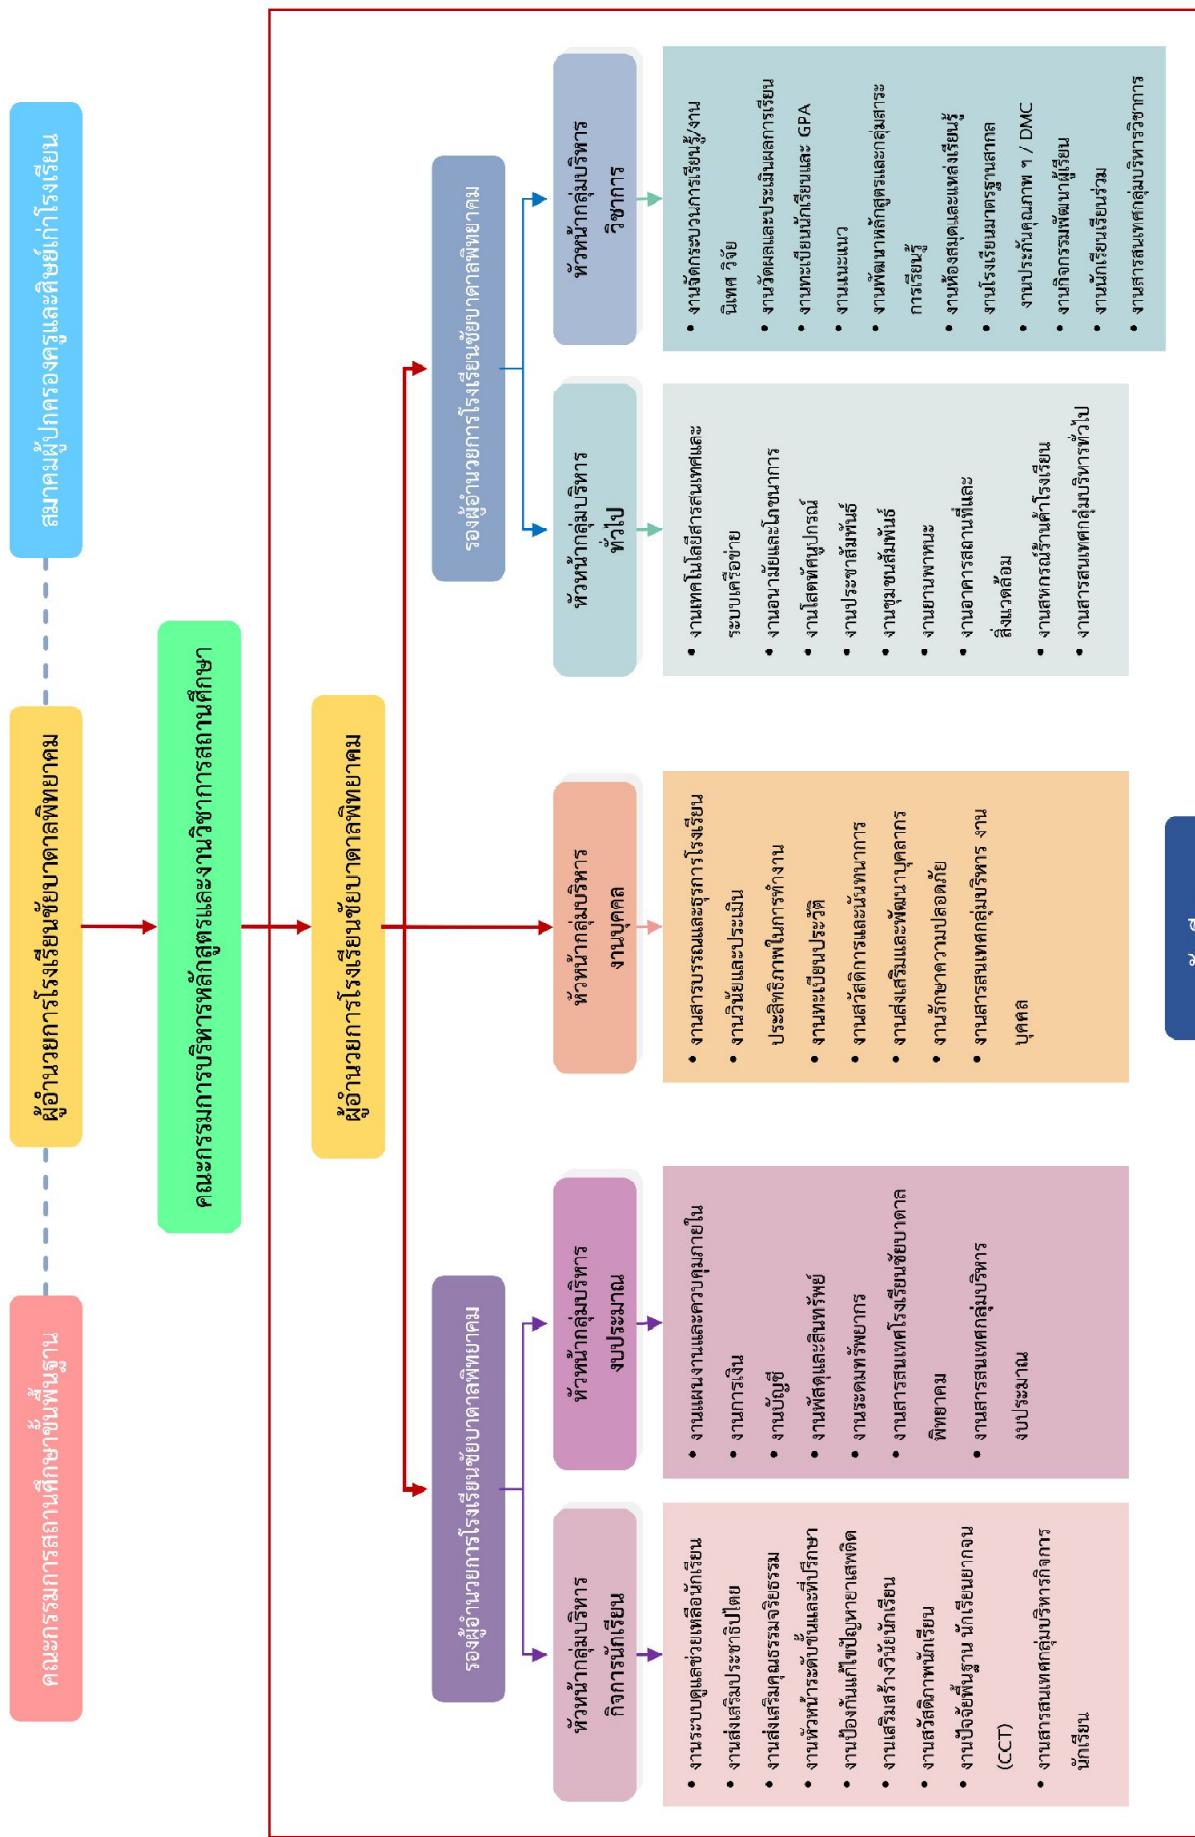 คณะกรรมการสถานศึกษาขั้นพื้นฐาน
ผู้อำนวยการโรงเรียนชัยบาดาลพิทยาคม
สมาคมผู้ปกครองครูและศิษย์เก่าโรงเรียน
คณะกรรมการบริหารหลักสูตรและงานวิชาการสถานศึกษา
ผู้อำนวยการโรงเรียนชัยบาดาลพิทยาคม
รองผู้อำนวยการโรงเรียนชัยบาดาลพิทยาคม
รองผู้อำนวยการโรงเรียนชัยบาดาลพิทยาคม
หัวหน้ากลุ่มบริหาร
กิจการนักเรียน
• งานระบบดูแลช่วยเหลือนักเรียน
• งานส่งเสริมประชาธิปไตย
• งานส่งเสริมคุณธรรมจริยธรรม
• งานหัวหน้าระดับชั้นและที่ปรึกษา
• งานป้องกันแก้ไขปัญหายาเสพติด
• งานเสริมสร้างวินัยนักเรียน
• งานสวัสดิภาพนักเรียน
• งานปัจจัยพื้นฐาน นักเรียนยากจน
(CCT)
• งานสารสนเทศกลุ่มบริหารกิจการ
นักเรียน
หัวหน้ากลุ่มบริหาร
งบประมาณ
• งานแผนงานและควบคุมภายใน
• งานการเงิน
• งานบัญชี
• งานพัสดุและสินทรัพย์
• งานระดมทรัพยากร
• งานสารสนเทศโรงเรียนชัยบาดาล
พิทยาคม
• งานสารสนเทศกลุ่มบริหาร
งบประมาณ
หัวหน้ากลุ่มบริหาร
งานบุคคล
• งานสารบรรณและธุรการโรงเรียน
• งานวินัยและประเมิน
ประสิทธิภาพในการทำงาน
• งานทะเบียนประวัติ
• งานสวัสดิการและนันทนาการ
• งานส่งเสริมและพัฒนาบุคลากร
• งานรักษาความปลอดภัย
• งานสารสนเทศกลุ่มบริหาร งาน
บุคคล
หัวหน้ากลุ่มบริหาร
ทั่วไป
• งานเทคโนโลยีสารสนเทศและ
ระบบเครือข่าย
• งานอนามัยและโภชนาการ
• งานโสตทัศนูปกรณ์
• งานประชาสัมพันธ์
• งานชุมชนสัมพันธ์
• งานยานพาหนะ
• งานอาคารสถานที่และ
สิ่งแวดล้อม
• งานสหกรณ์ร้านค้าโรงเรียน
• งานสารสนเทศกลุ่มบริหารทั่วไป
หัวหน้ากลุ่มบริหาร
วิชาการ
• งานจัดกระบวนการเรียนรู้/งาน
นิเทศ วิจัย
• งานวัดผลและประเมินผลการเรียน
• งานทะเบียนนักเรียนและ GPA
• งานแนะแนว
• งานพัฒนาหลักสูตรและกลุ่มสาระ
การเรียนรู้
• งานห้องสมุดและแหล่งเรียนรู้
• งานโรงเรียนมาตรฐานสากล
• งานประกันคุณภาพ ฯ / DMC
• งานกิจกรรมพัฒนาผู้เรียน
• งานนักเรียนเรียนร่วม
• งานสารสนเทศกลุ่มบริหารวิชาการ